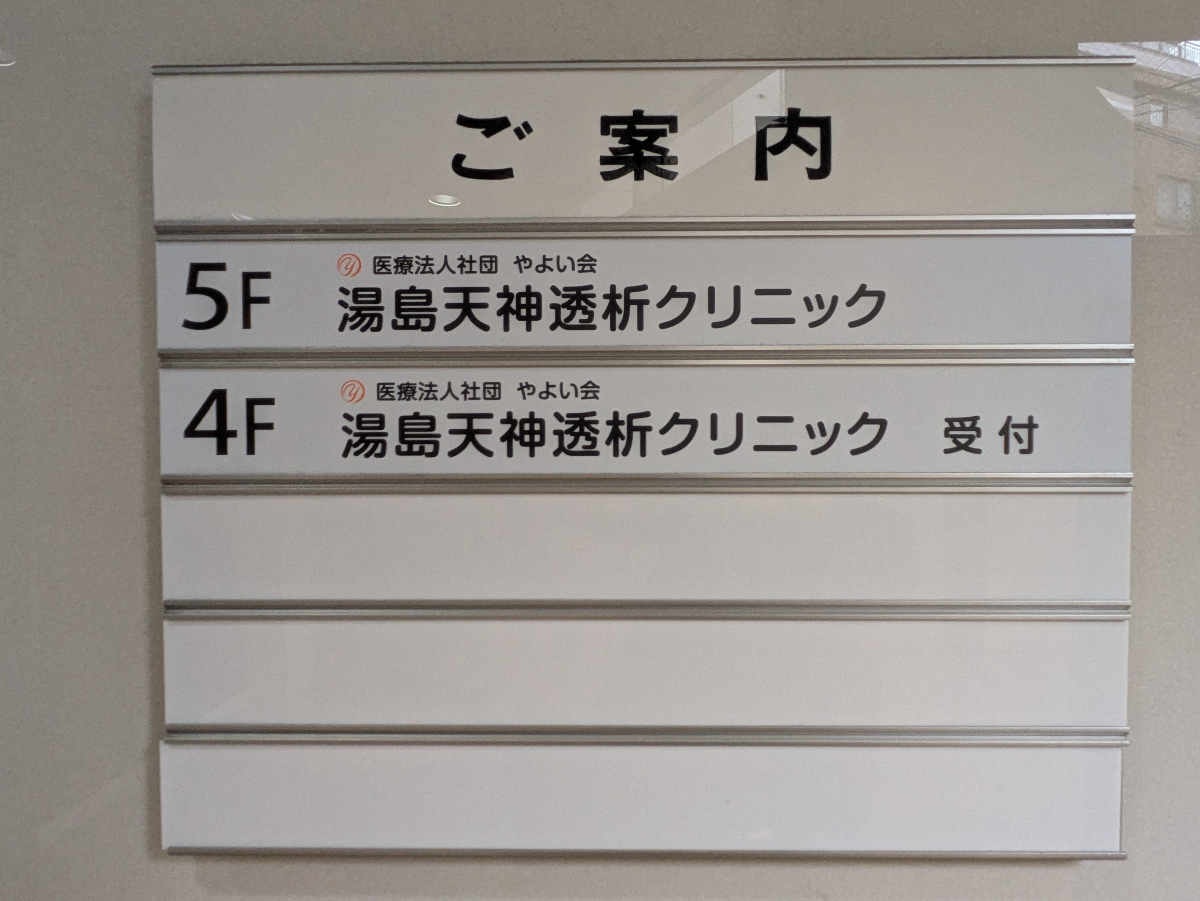 ご案内
5F
医療法人社団 やよい会
湯島天神透析クリニック
4F
医療法人社団 やよい会
湯島天神透析クリニック 受付